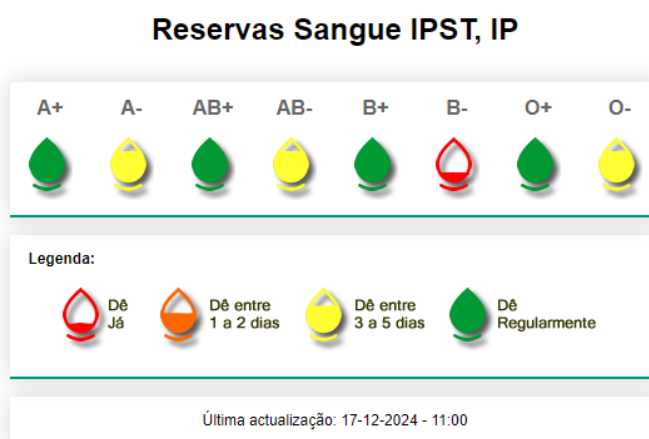 Reservas Sangue IPST, IP
A+ A- AB+ AB- B+ B- O+ O-
Legenda:
Dê Já
Dê entre 1 a 2 dias
Dê entre 3 a 5 dias
Dê Regularmente
Última actualização: 17-12-2024 - 11:00